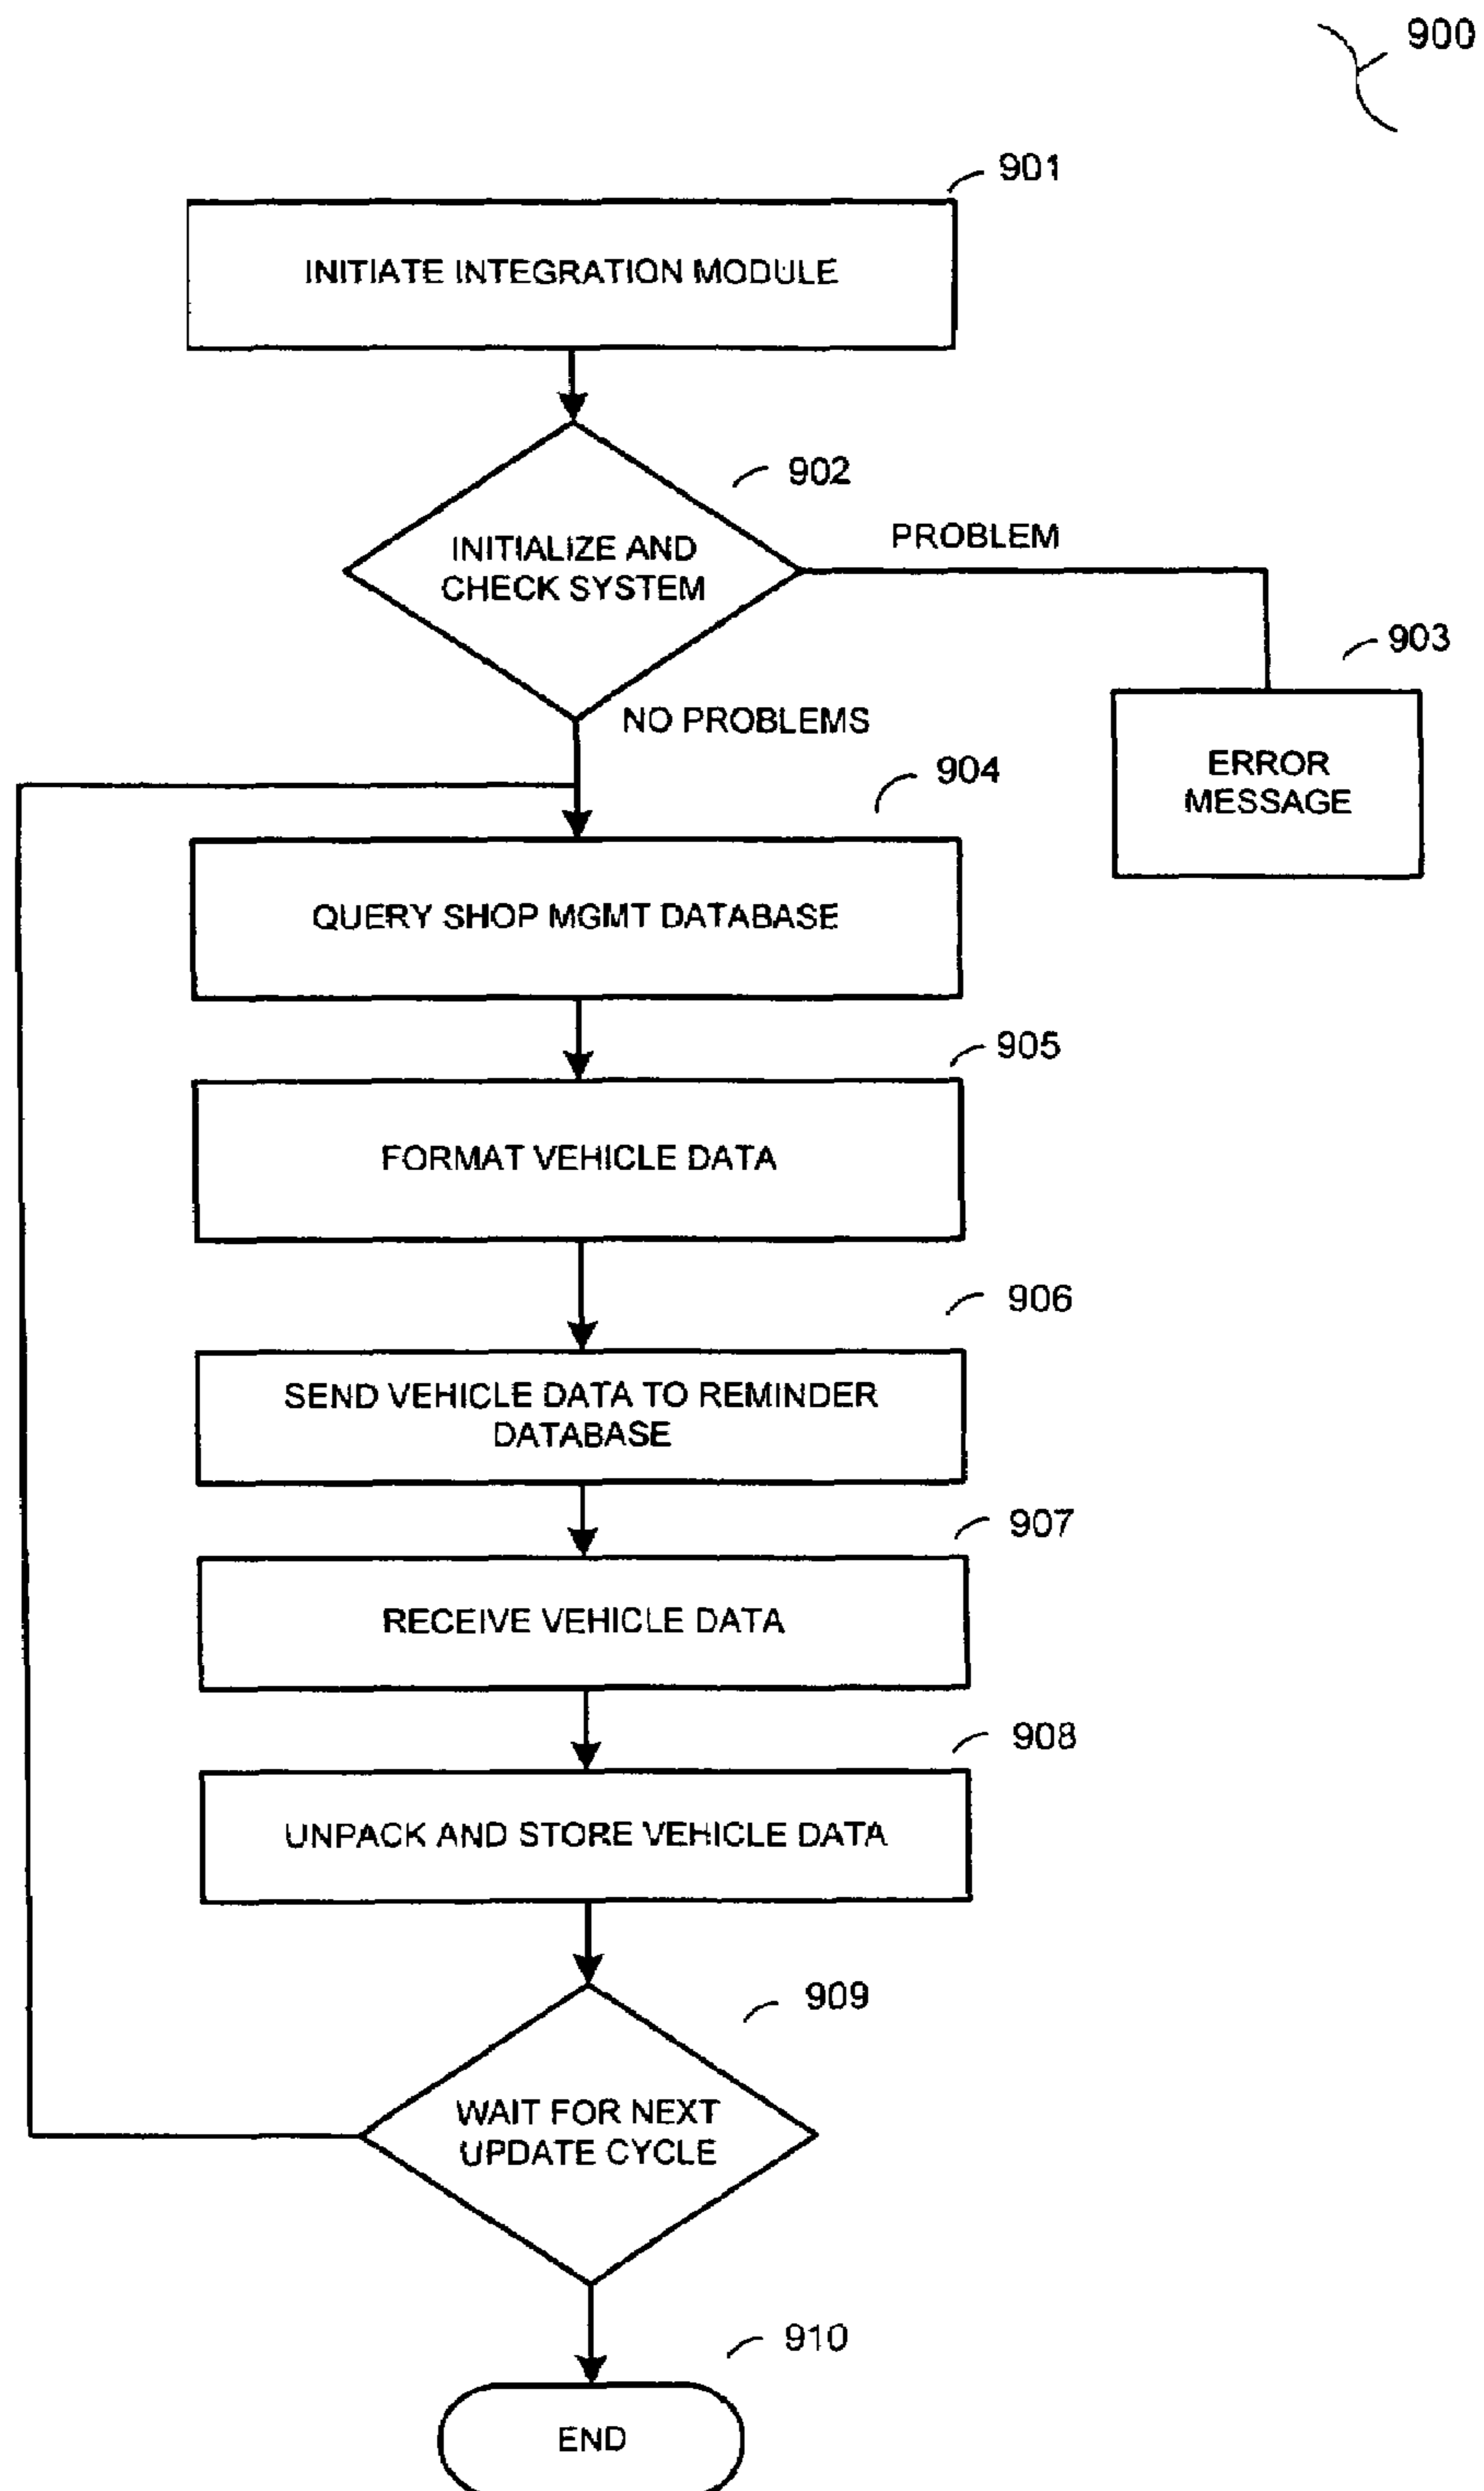 900
901
INITIATE INTEGRATION MODULE
902
INITIALIZE AND
CHECK SYSTEM
PROBLEM
903
NO PROBLEMS
ERROR
MESSAGE
904
QUERY SHOP MGMT DATABASE
905
FORMAT VEHICLE DATA
906
SEND VEHICLE DATA TO REMINDER
DATABASE
907
RECEIVE VEHICLE DATA
908
UNPACK AND STORE VEHICLE DATA
909
WAIT FOR NEXT
UPDATE CYCLE
910
END